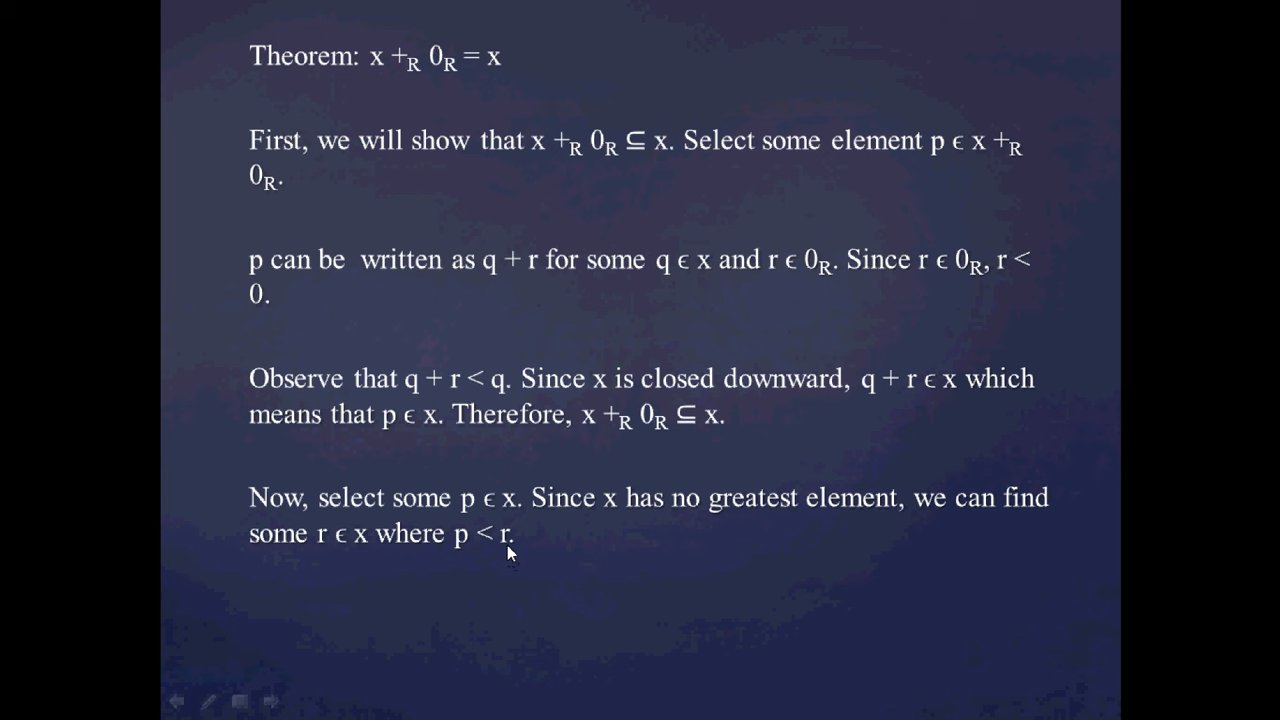 Theorem: x +R 0R = x
First, we will show that x +R 0R ⊆ x. Select some element p ϵ x +R
0R.
p can be written as q + r for some q ϵ x and r ϵ 0R. Since r ϵ 0R, r <
0.
Observe that q + r < q. Since x is closed downward, q + r ϵ x which
means that p ϵ x. Therefore, x +R 0R ⊆ x.
Now, select some p ϵ x. Since x has no greatest element, we can find
some r ϵ x where p < r.